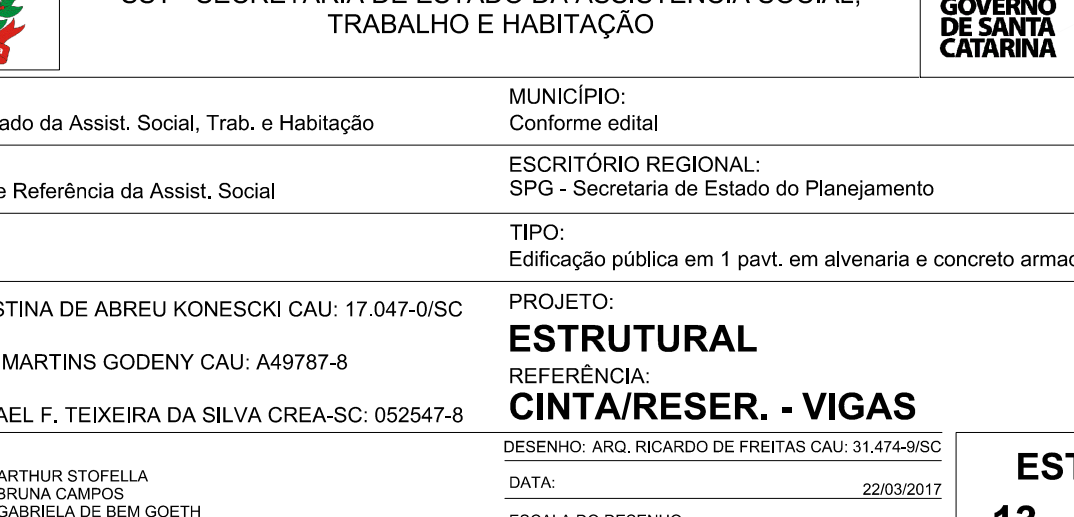 TRABALHO E HABITAÇÃO
GOVERNO
DE SANTA
CATARINA
MUNICÍPIO:
ado da Assist. Social, Trab. e Habitação
Conforme edital
ESCRITÓRIO REGIONAL:
e Referência da Assist. Social
SPG - Secretaria de Estado do Planejamento
TIPO:
Edificação pública em 1 pavt. em alvenaria e concreto armad
STINA DE ABREU KONESCKI CAU: 17.047-0/SC
PROJETO:
ESTRUTURAL
MARTINS GODENY CAU: A49787-8
REFERÊNCIA:
AEL F. TEIXEIRA DA SILVA CREA-SC: 052547-8
CINTA/RESER. - VIGAS
DESENHO: ARQ. RICARDO DE FREITAS CAU: 31.474-9/SC
ARTHUR STOFELLA
BRUNA CAMPOS
GABRIELA DE BEM GOETH
DATA:
22/03/2017
EST